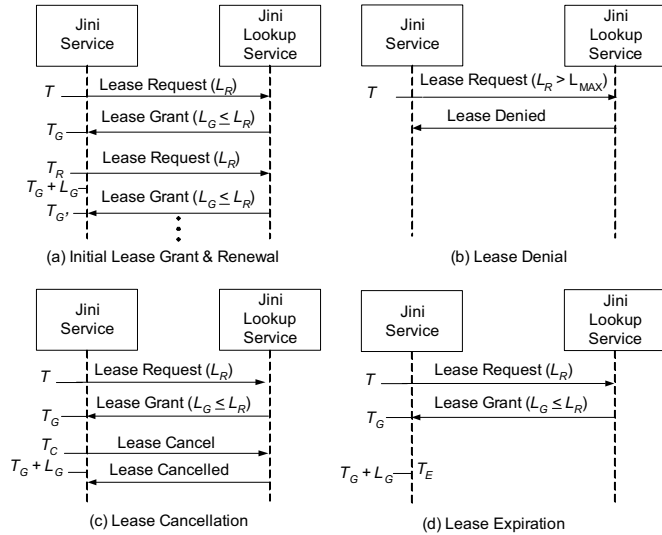 Jini
Service
Jini
Lookup
Service
T
Lease Request (L_R)
Lease Grant (L_G ≤ L_R)
T_G
T_R
Lease Request (L_R)
T_G + L_G
T_G'
Lease Grant (L_G ≤ L_R)
(a) Initial Lease Grant & Renewal
Jini
Service
Jini
Lookup
Service
T
Lease Request (L_R > L_MAX)
Lease Denied
(b) Lease Denial
Jini
Service
Jini
Lookup
Service
T
Lease Request (L_R)
Lease Grant (L_G ≤ L_R)
T_G
T_C
Lease Cancel
T_G + L_G
Lease Cancelled
(c) Lease Cancellation
Jini
Service
Jini
Lookup
Service
T
Lease Request (L_R)
Lease Grant (L_G ≤ L_R)
T_G
T_G + L_G
T_E
(d) Lease Expiration